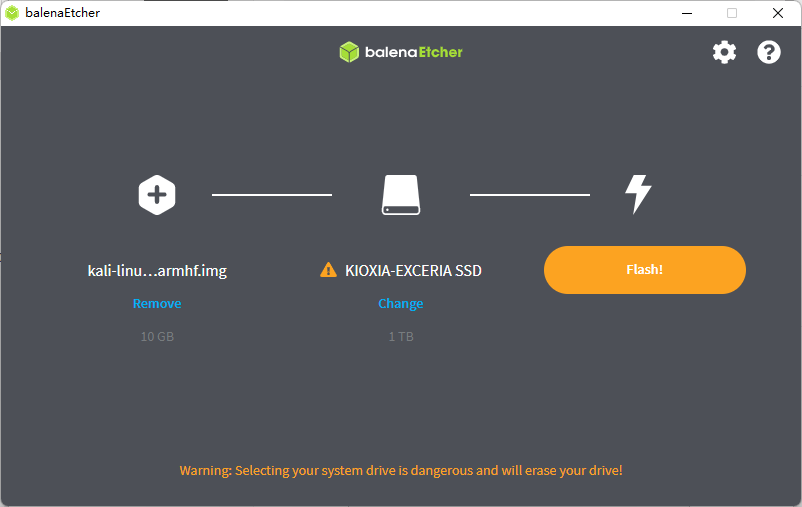 balenaEtcher
balenaEtcher
kali-linu...armhf.img
KIOXIA-EXCERIA SSD
Flash!
Remove
Change
10 GB
1 TB
Warning: Selecting your system drive is dangerous and will erase your drive!